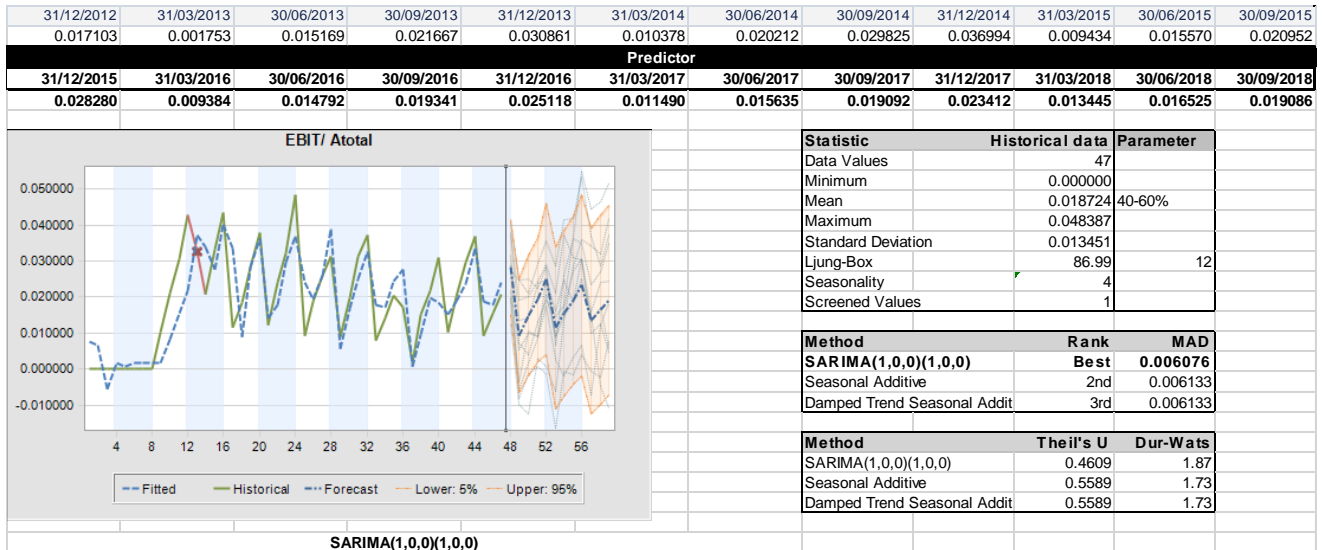 31/12/2012 31/03/2013 30/06/2013 30/09/2013 31/12/2013 31/03/2014 30/06/2014 30/09/2014 31/12/2014 31/03/2015 30/06/2015 30/09/2015
0.017103 0.001753 0.015169 0.021667 0.030861 0.010378 0.020212 0.029825 0.036994 0.009434 0.015570 0.020952
Predictor
31/12/2015 31/03/2016 30/06/2016 30/09/2016 31/12/2016 31/03/2017 30/06/2017 30/09/2017 31/12/2017 31/03/2018 30/06/2018 30/09/2018
0.028280 0.009384 0.014792 0.019341 0.025118 0.011490 0.015635 0.019092 0.023412 0.013445 0.016525 0.019086
EBIT/ Atotal
0.050000
0.040000
0.030000
0.020000
0.010000
0.000000
-0.010000
4 8 12 16 20 24 28 32 36 40 44 48 52 56
Fitted Historical Forecast Lower: 5% Upper: 95%
Statistic Historical data Parameter
Data Values 47
Minimum 0.000000
Mean 0.018724 40-60%
Maximum 0.048387
Standard Deviation 0.013451
Ljung-Box 86.99 12
Seasonality 4
Screened Values 1
Method Rank MAD
SARIMA(1,0,0)(1,0,0) Best 0.006076
Seasonal Additive 2nd 0.006133
Damped Trend Seasonal Addit 3rd 0.006133
Method Theil's U Dur-Wats
SARIMA(1,0,0)(1,0,0) 0.4609 1.87
Seasonal Additive 0.5589 1.73
Damped Trend Seasonal Addit 0.5589 1.73
SARIMA(1,0,0)(1,0,0)